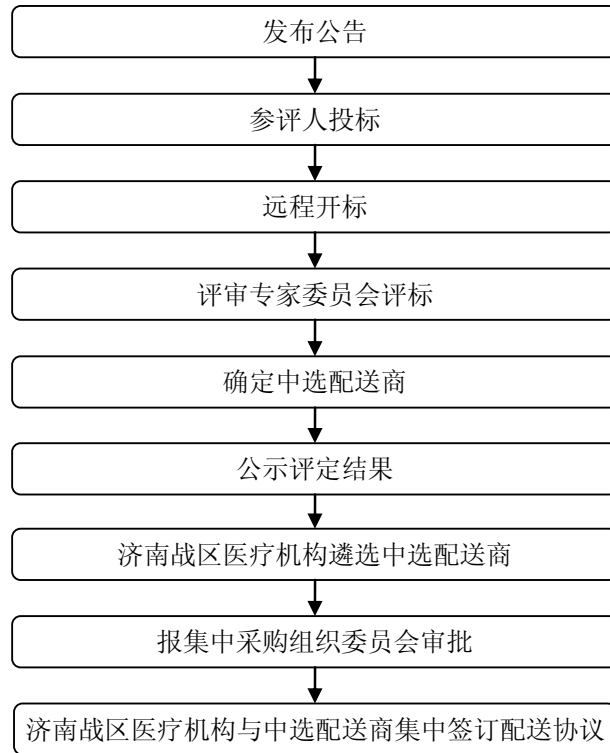 发布公告
参评人投标
远程开标
评审专家委员会评标
确定中选配送商
公示评定结果
济南战区医疗机构遴选中选配送商
报集中采购组织委员会审批
济南战区医疗机构与中选配送商集中签订配送协议